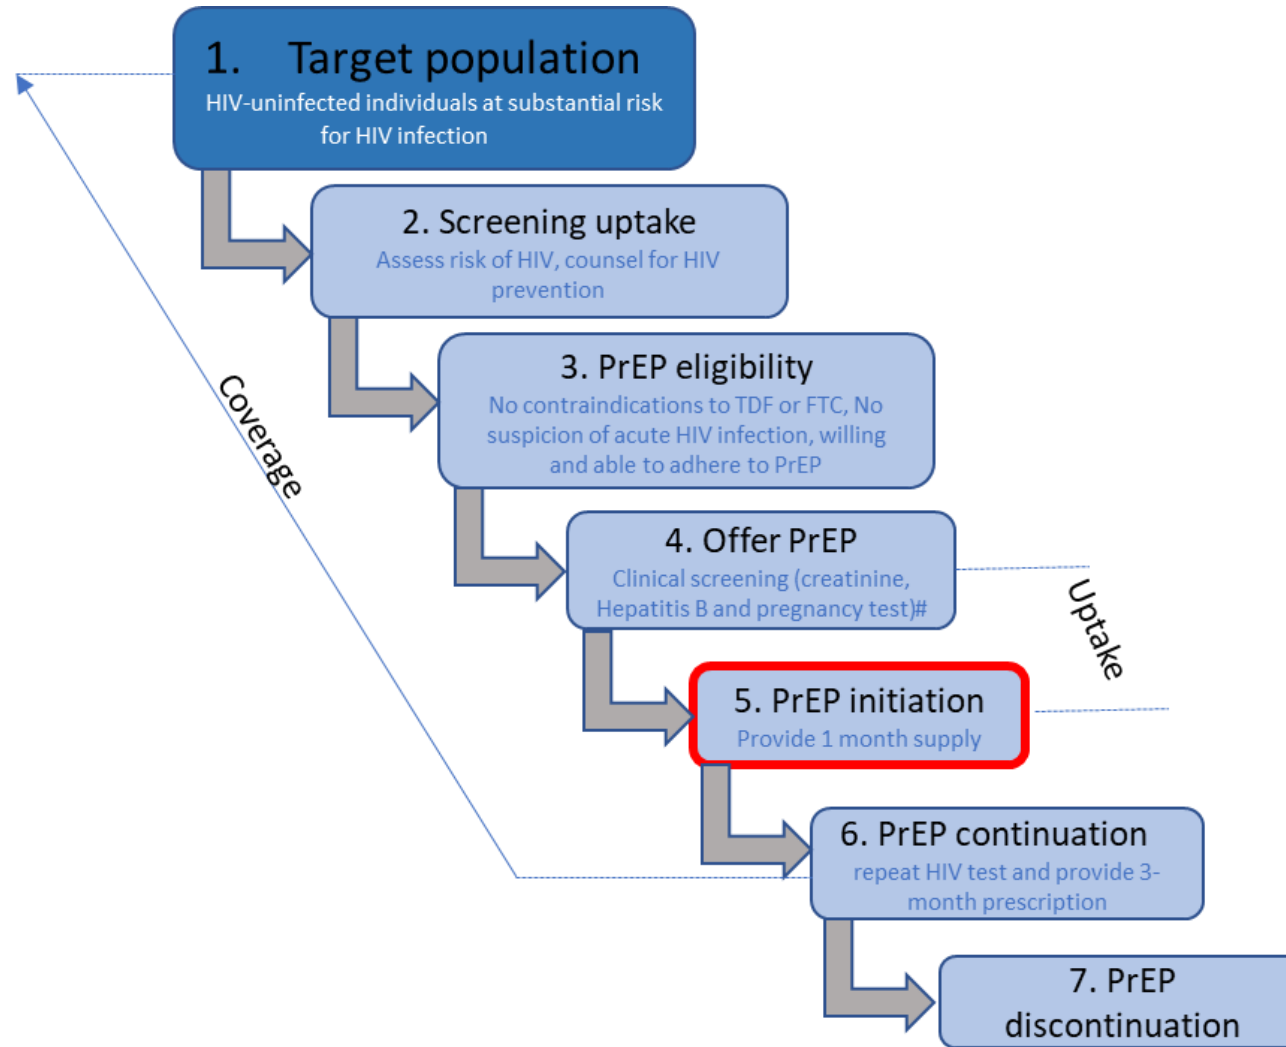 1. Target population
HIV-uninfected individuals at substantial risk
for HIV infection
2. Screening uptake
Assess risk of HIV, counsel for HIV
prevention
3. PrEP eligibility
No contraindications to TDF or FTC, No
suspicion of acute HIV infection, willing
and able to adhere to PrEP
Coverage
4. Offer PrEP
Clinical screening (creatinine,
Hepatitis B and pregnancy test)#
Uptake
5. PrEP initiation
Provide 1 month supply
6. PrEP continuation
repeat HIV test and provide 3-
month prescription
7. PrEP
discontinuation